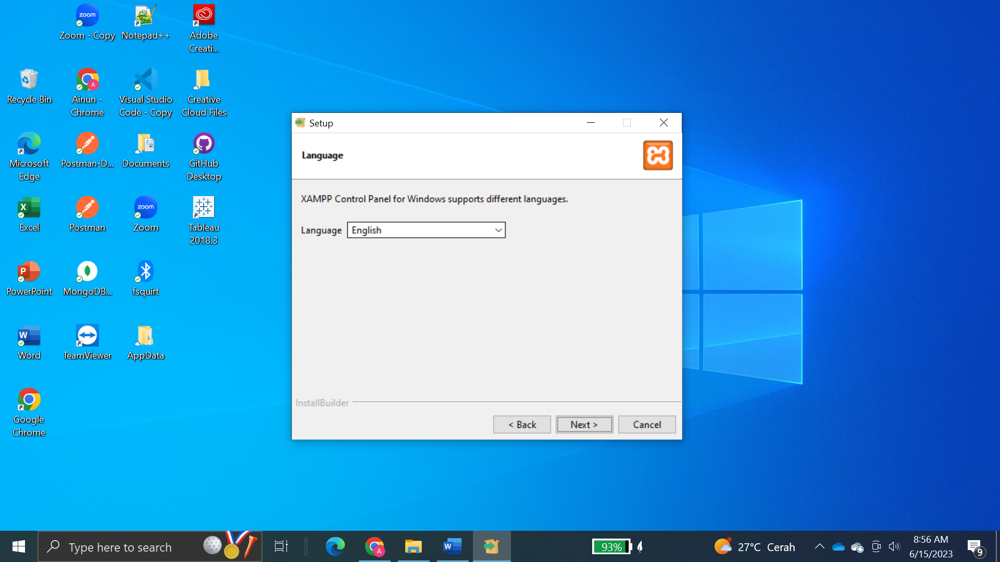 Zoom - Copy
Notepad++
Adobe
Creati...
Recycle Bin
Ainun -
Chrome
Visual Studio
Code - Copy
Creative
Cloud Files
Microsoft
Edge
Postman-D...
Documents
GitHub
Desktop
Excel
Postman
zoom
Zoom
Tableau
2018.3
PowerPoint
MongoDB...
fsquirt
Word
TeamViewer
AppData
Google
Chrome
zoom
Setup
Language
XAMPP Control Panel for Windows supports different languages.
Language English
InstallBuilder
< Back Next > Cancel
Type here to search
93%
27°C Cerah
8:56 AM
6/15/2023
9